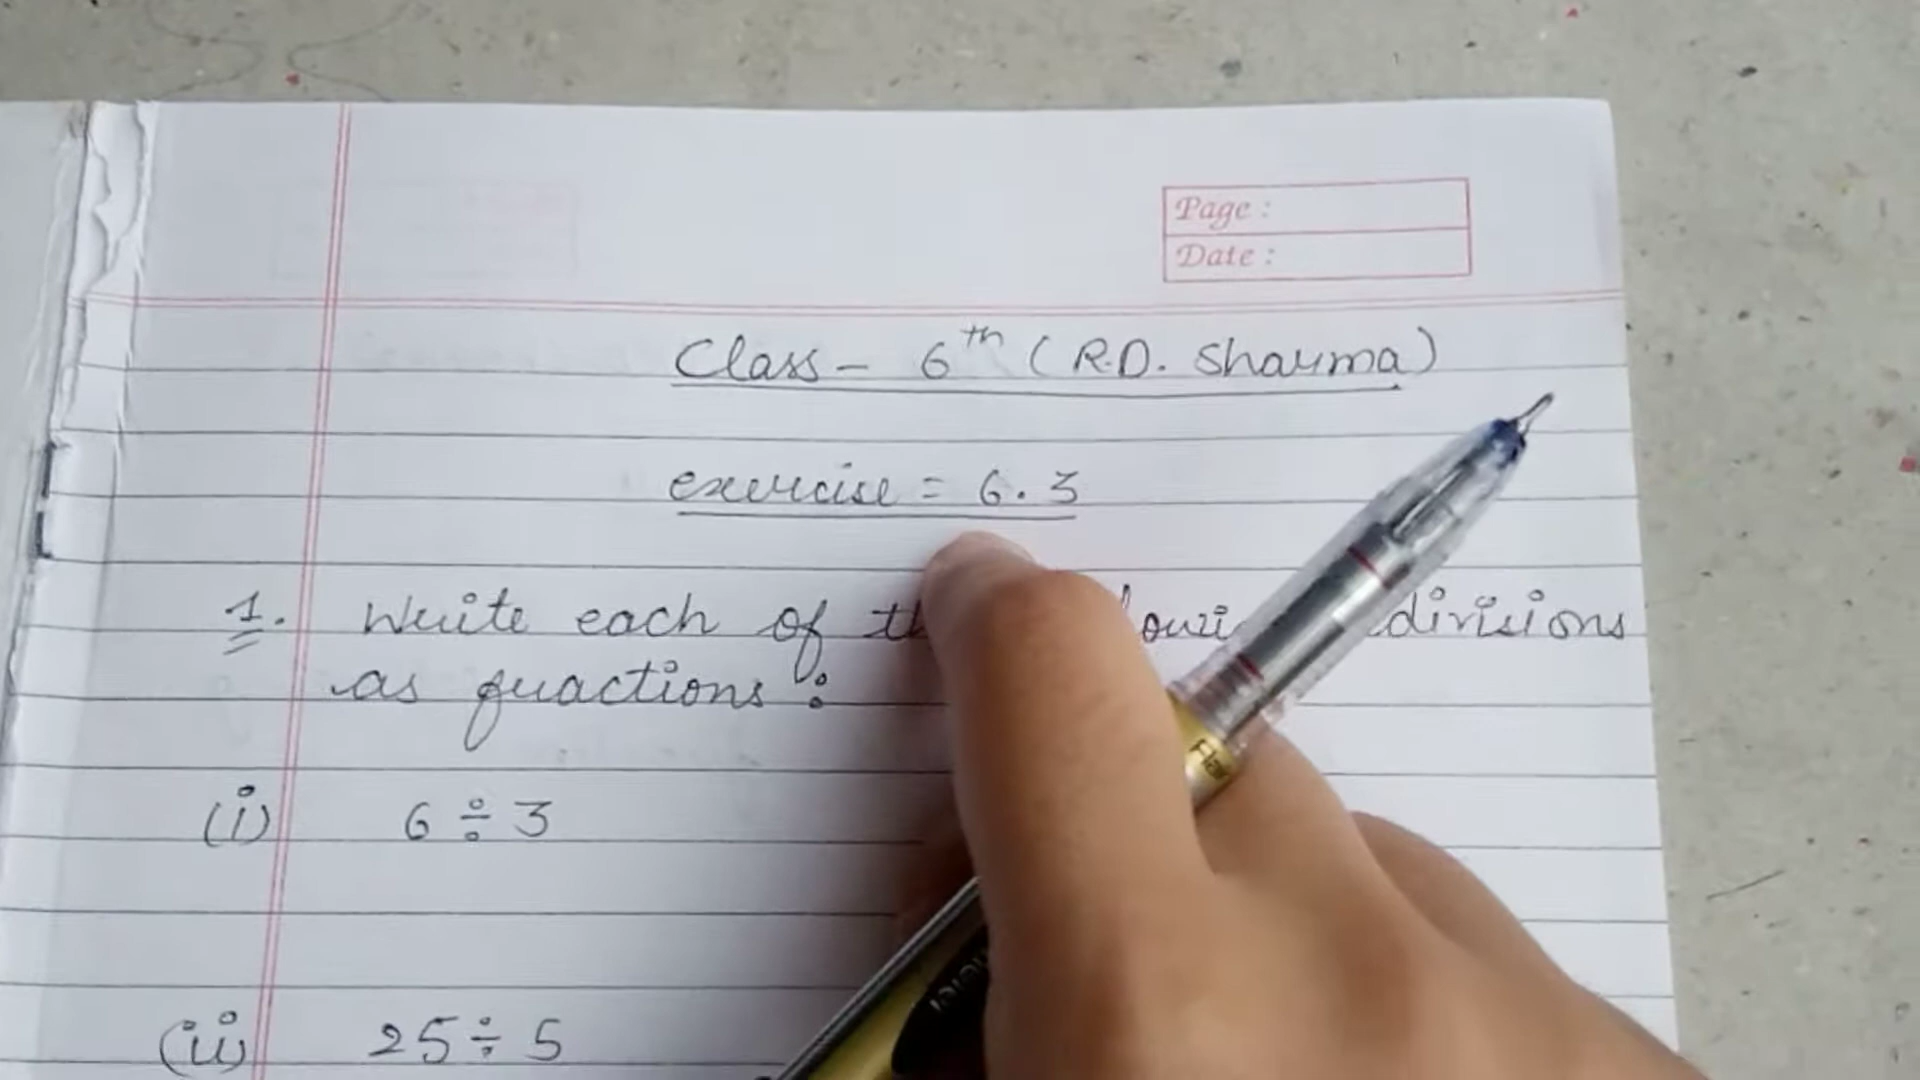 Page :
Date :
Class - 6th (R.D. Sharma)
exercise = 6.3
1. Write each of divisions
as fractions :
(i) 6 ÷ 3
(ii) 25 ÷ 5
Flair